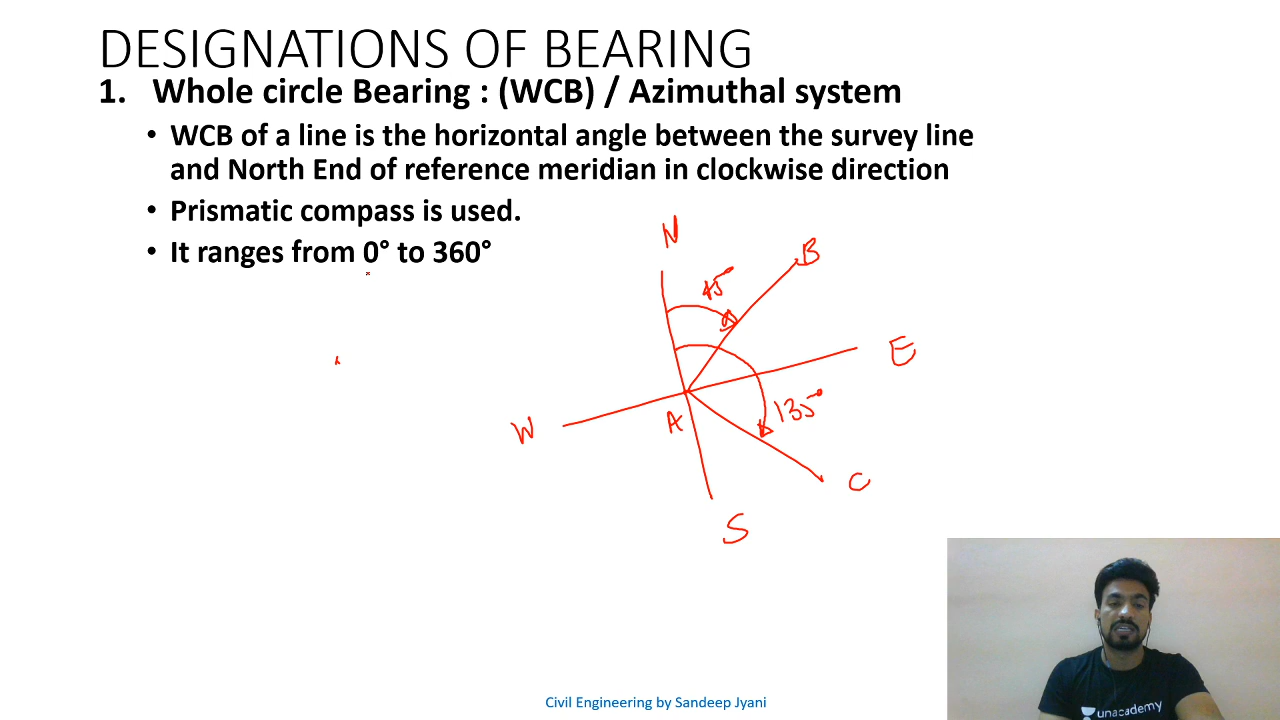 DESIGNATIONS OF BEARING
1. Whole circle Bearing : (WCB) / Azimuthal system
• WCB of a line is the horizontal angle between the survey line
and North End of reference meridian in clockwise direction
• Prismatic compass is used.
• It ranges from 0° to 360°
N
B
45°
E
135°
W
A
C
S
unacademy
Civil Engineering by Sandeep Jyani